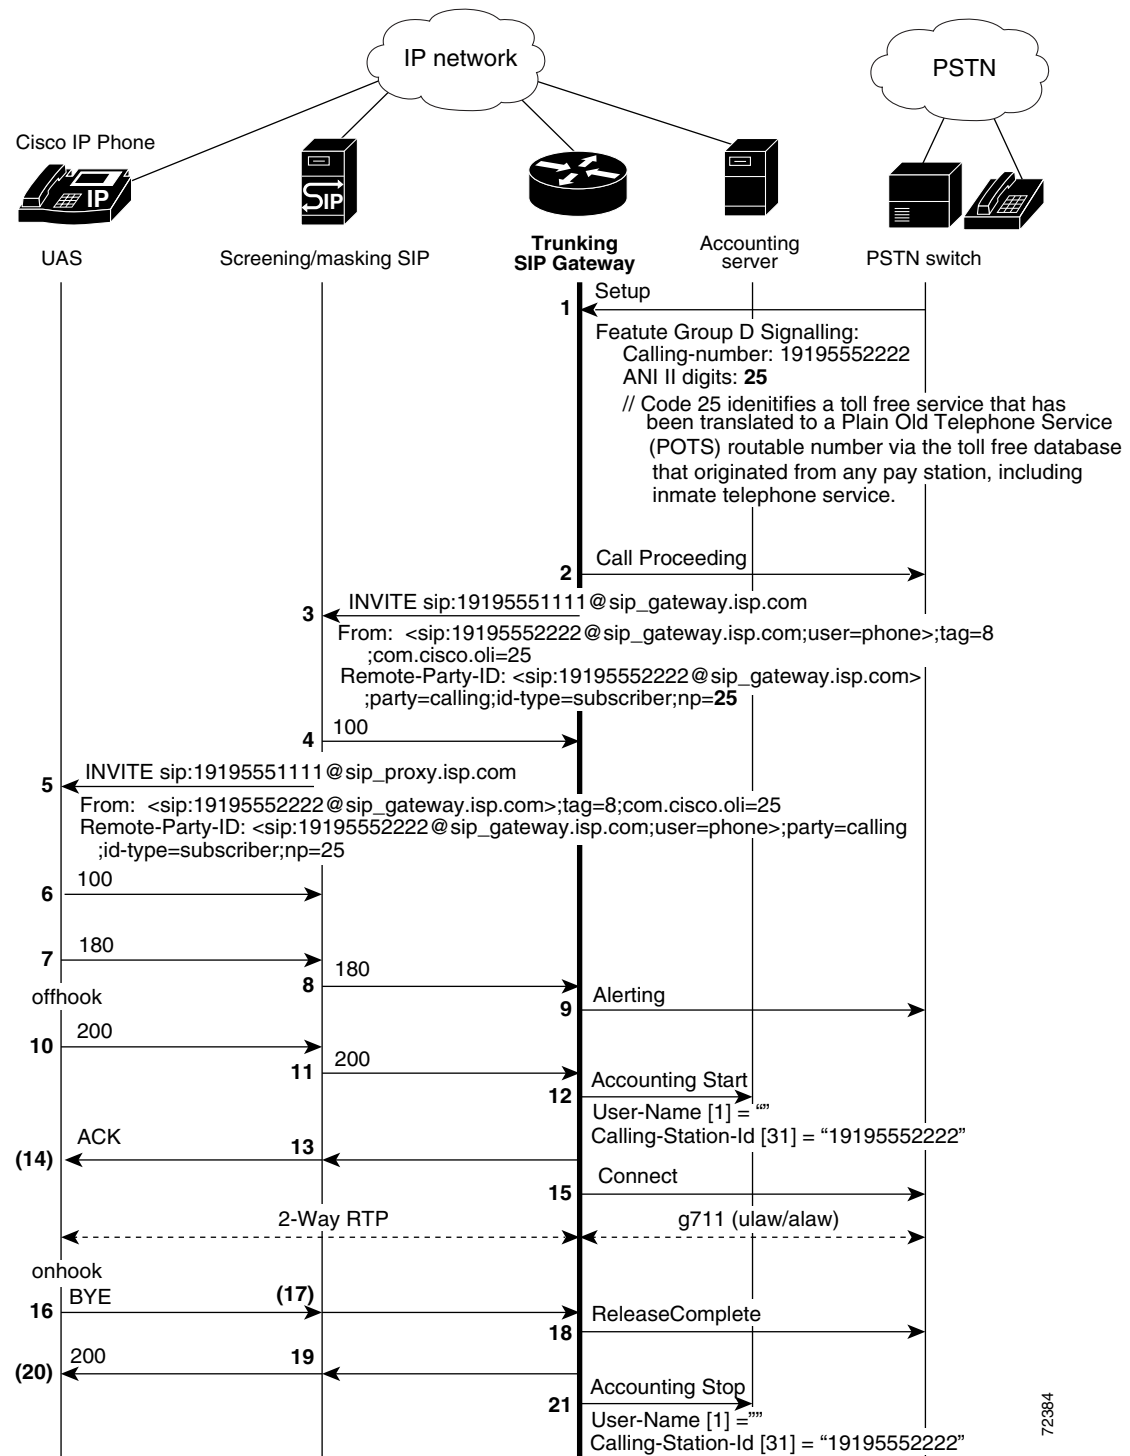 IP network
PSTN
Cisco IP Phone
IP
SIP
UAS
Screening/masking SIP
Trunking
SIP Gateway
Accounting
server
PSTN switch
Setup
1
Featute Group D Signalling:
Calling-number: 19195552222
ANI II digits: 25
// Code 25 idenitifies a toll free service that has
been translated to a Plain Old Telephone Service
(POTS) routable number via the toll free database
that originated from any pay station, including
inmate telephone service.
Call Proceeding
2
INVITE sip:19195551111@sip_gateway.isp.com
3
From: <sip:19195552222@sip_gateway.isp.com;user=phone>;tag=8
;com.cisco.oli=25
Remote-Party-ID: <sip:19195552222@sip_gateway.isp.com>
;party=calling;id-type=subscriber;np=25
100
4
INVITE sip:19195551111@sip_proxy.isp.com
5
From: <sip:19195552222@sip_gateway.isp.com>;tag=8;com.cisco.oli=25
Remote-Party-ID: <sip:19195552222@sip_gateway.isp.com;user=phone>;party=calling
;id-type=subscriber;np=25
100
6
180
7
180
8
offhook
Alerting
9
200
10
200
11
Accounting Start
12
User-Name [1] = “”
Calling-Station-Id [31] = “19195552222”
ACK
13
(14)
Connect
15
2-Way RTP
g711 (ulaw/alaw)
onhook
BYE
16
(17)
ReleaseComplete
18
200
19
(20)
Accounting Stop
21
User-Name [1] =””
Calling-Station-Id [31] = “19195552222”
72384